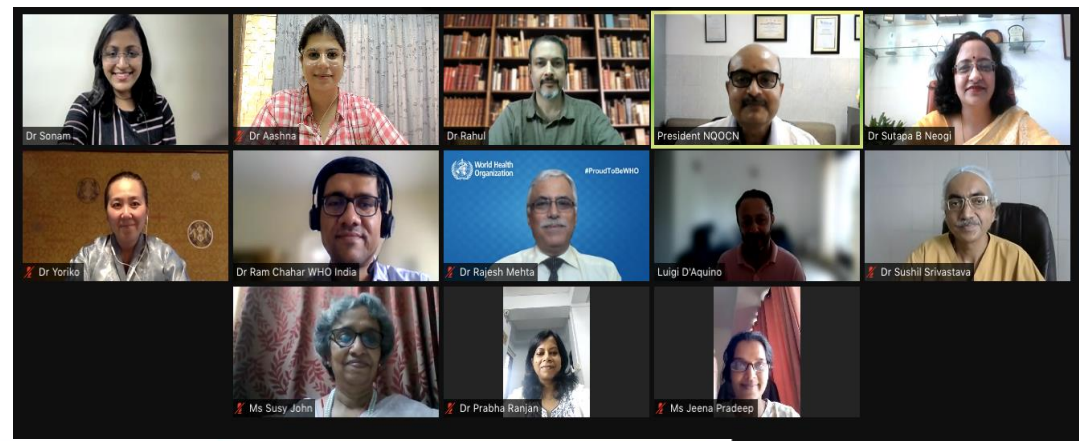 Dr Sonam
Dr Aashna
Dr Rahul
President NQOCN
Dr Sutapa B Neogi
Dr Yoriko
Dr Ram Chahar WHO India
World Health
Organization
#ProudToBeWHO
Dr Rajesh Mehta
Luigi D'Aquino
Dr Sushil Srivastava
Ms Susy John
Dr Prabha Ranjan
Ms Jeena Pradeep